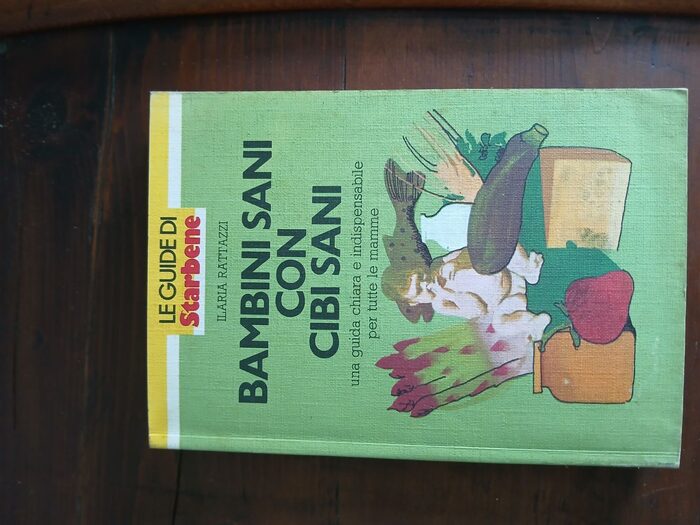 LE GUIDE DI
Starbene
ILARIA RATTAZZI
BAMBINI SANI
CON
CIBI SANI
una guida chiara e indispensabile
per tutte le mamme